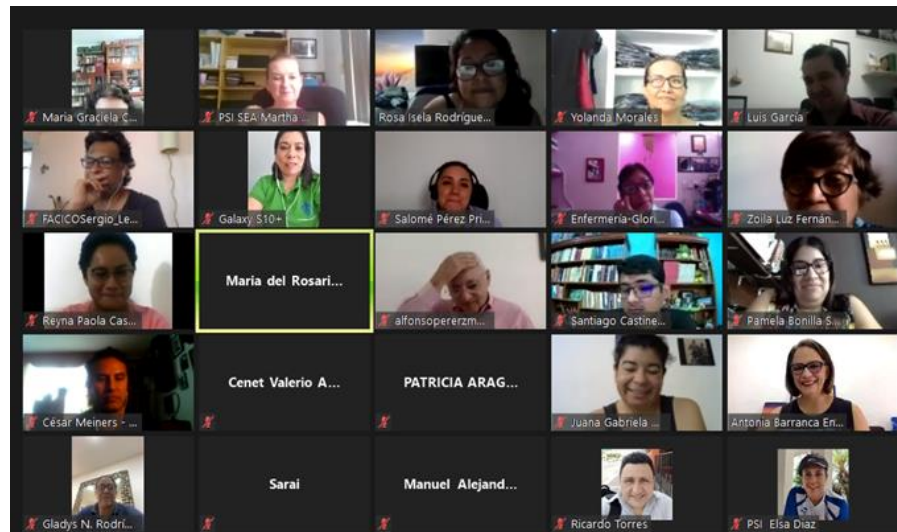 Maria Graciela C...
PSI SEA Martha ...
Rosa Isela Rodrígue...
Yolanda Morales
Luis García
FACICOSergio_Le...
Galaxy S10+
Salomé Pérez Pri...
Enfermería-Glori...
Zoila Luz Fernán...
Reyna Paola Cas...
Maria del Rosari...
alfonsopererzm...
Santiago Castine...
Pamela Bonilla S...
César Meiners - ...
Cenet Valerio A...
PATRICIA ARAG...
Juana Gabriela ...
Antonia Barranca En...
Gladys N. Rodrí...
Sarai
Manuel Alejand...
Ricardo Torres
PSI Elsa Diaz